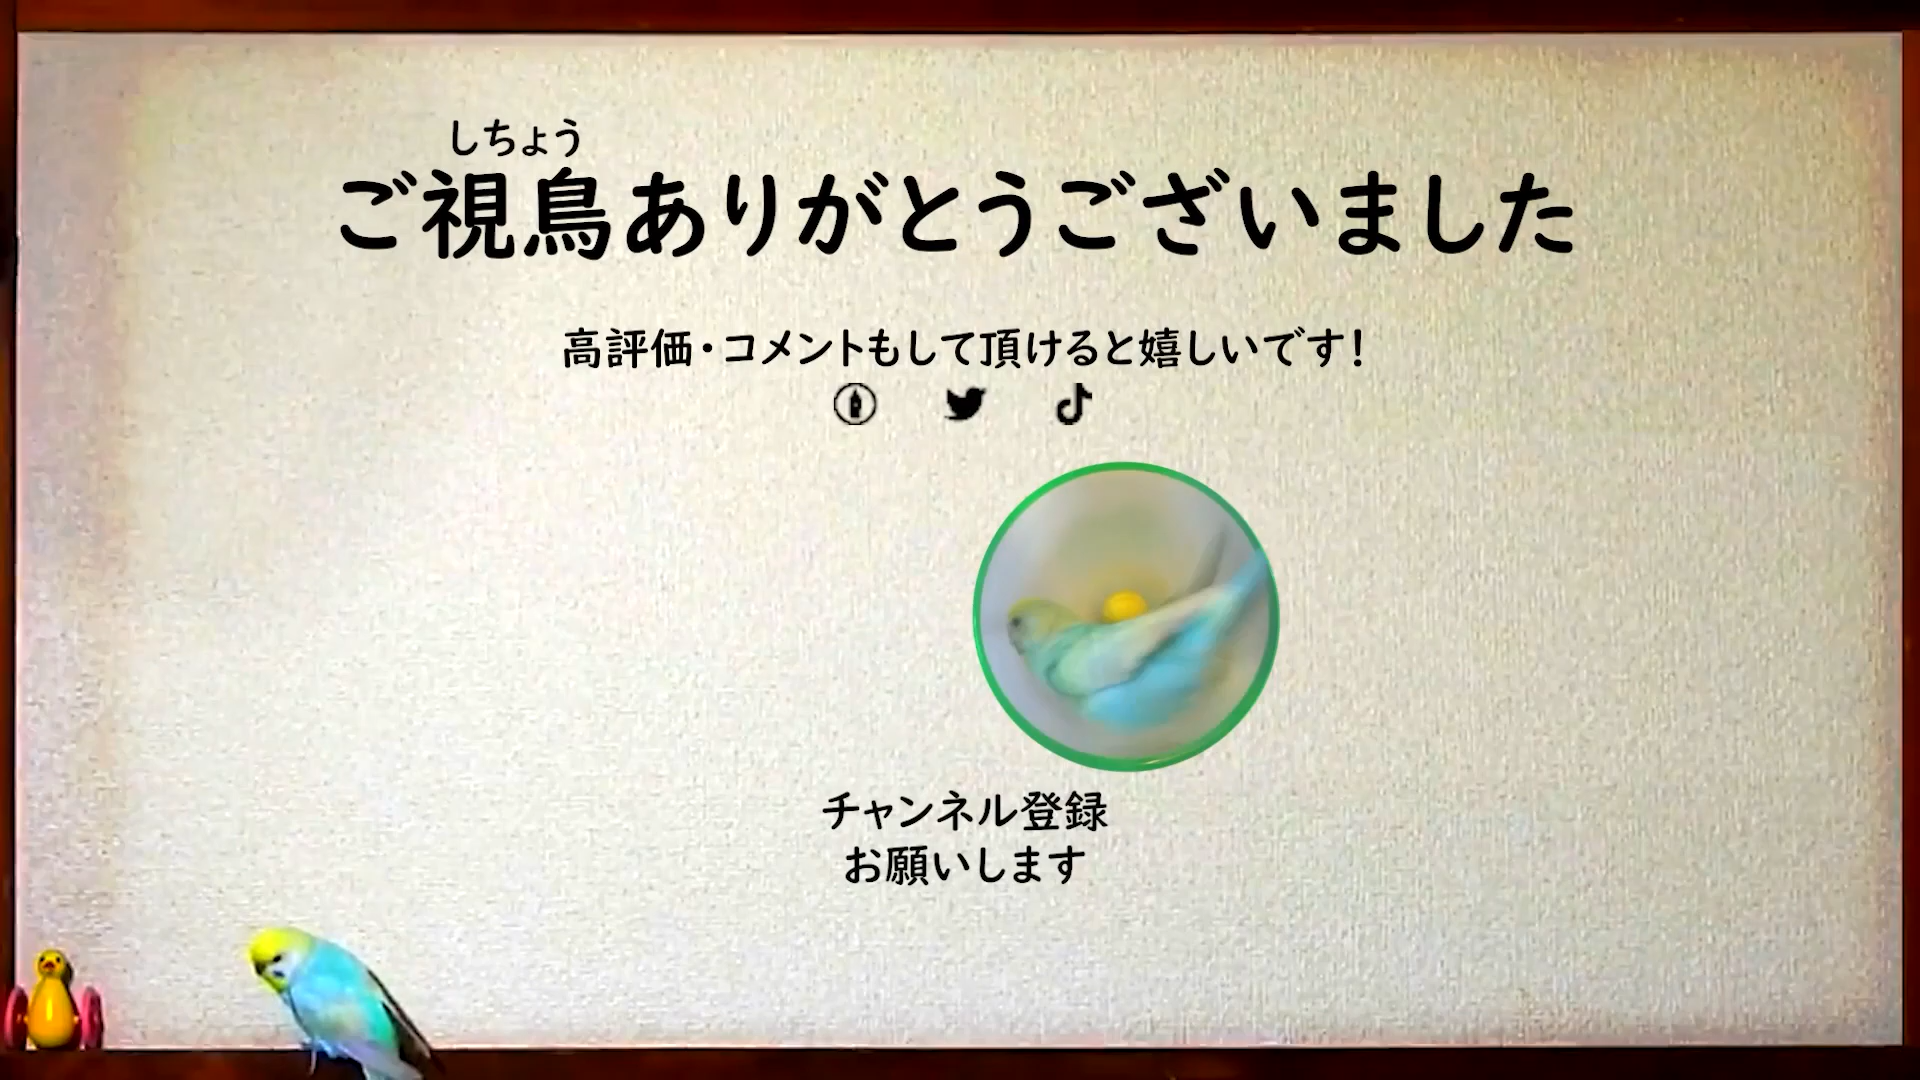 しちょう
ご視鳥ありがとうございました
高評価・コメントもして頂けると嬉しいです！
チャンネル登録
お願いします